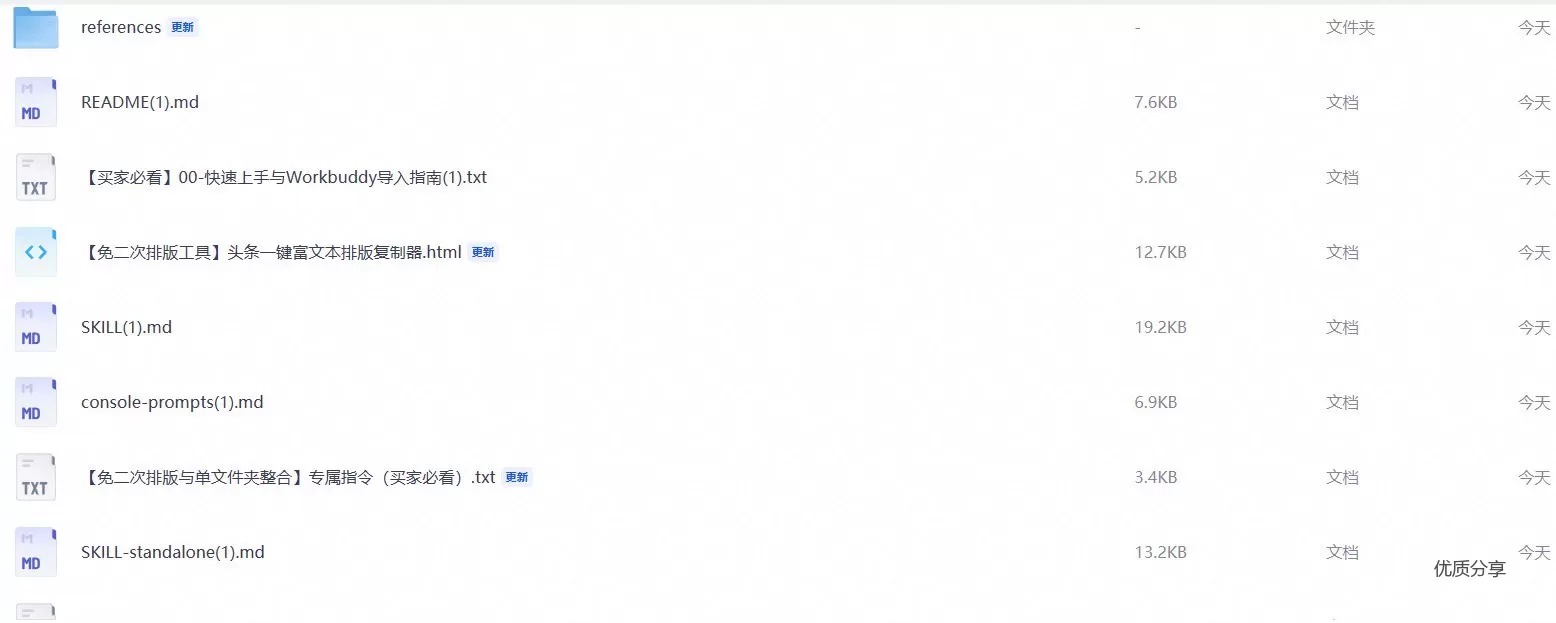 references 更新 - 文件夹 今天
M
MD README(1).md 7.6KB 文档 今天
TXT 【买家必看】00-快速上手与Workbuddy导入指南(1).txt 5.2KB 文档 今天
【免二次排版工具】头条一键富文本排版复制器.html 更新 12.7KB 文档 今天
M
MD SKILL(1).md 19.2KB 文档 今天
M
MD console-prompts(1).md 6.9KB 文档 今天
TXT 【免二次排版与单文件夹整合】专属指令（买家必看）.txt 更新 3.4KB 文档 今天
M
MD SKILL-standalone(1).md 13.2KB 文档 今天
优质分享